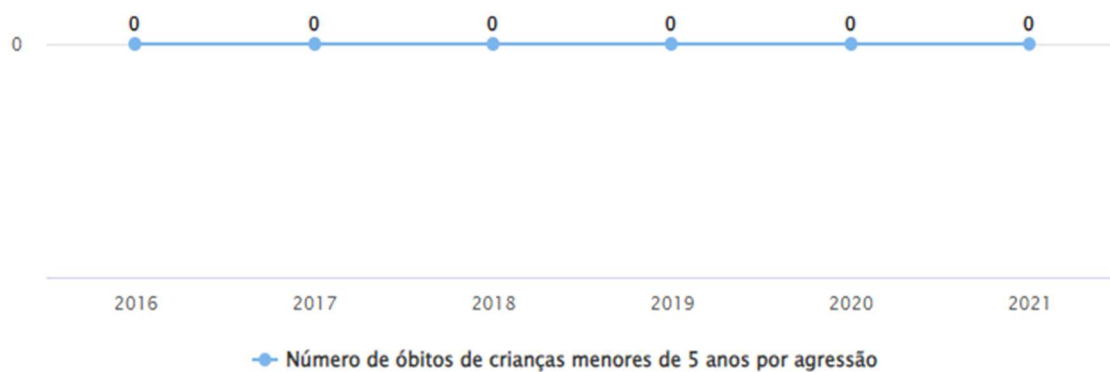 0 0 0 0 0 0
0
2016 2017 2018 2019 2020 2021
Número de óbitos de crianças menores de 5 anos por agressão